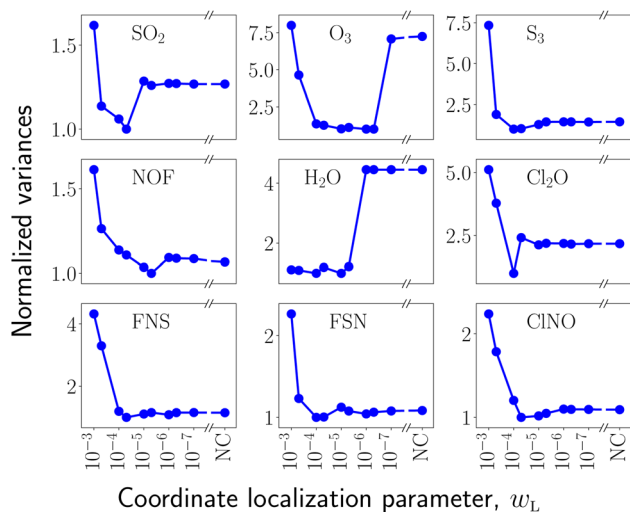 SO₂
O₃
S₃
1.5
1.0
7.5
5.0
2.5
7.5
5.0
2.5
NOF
H₂O
Cl₂O
1.5
1.0
4
2
5.0
2.5
FNS
FSN
ClNO
4
2
2
1
2
1
Normalized variances
10⁻³ 10⁻⁴ 10⁻⁵ 10⁻⁶ 10⁻⁷ NC
10⁻³ 10⁻⁴ 10⁻⁵ 10⁻⁶ 10⁻⁷ NC
10⁻³ 10⁻⁴ 10⁻⁵ 10⁻⁶ 10⁻⁷ NC
Coordinate localization parameter, w_L